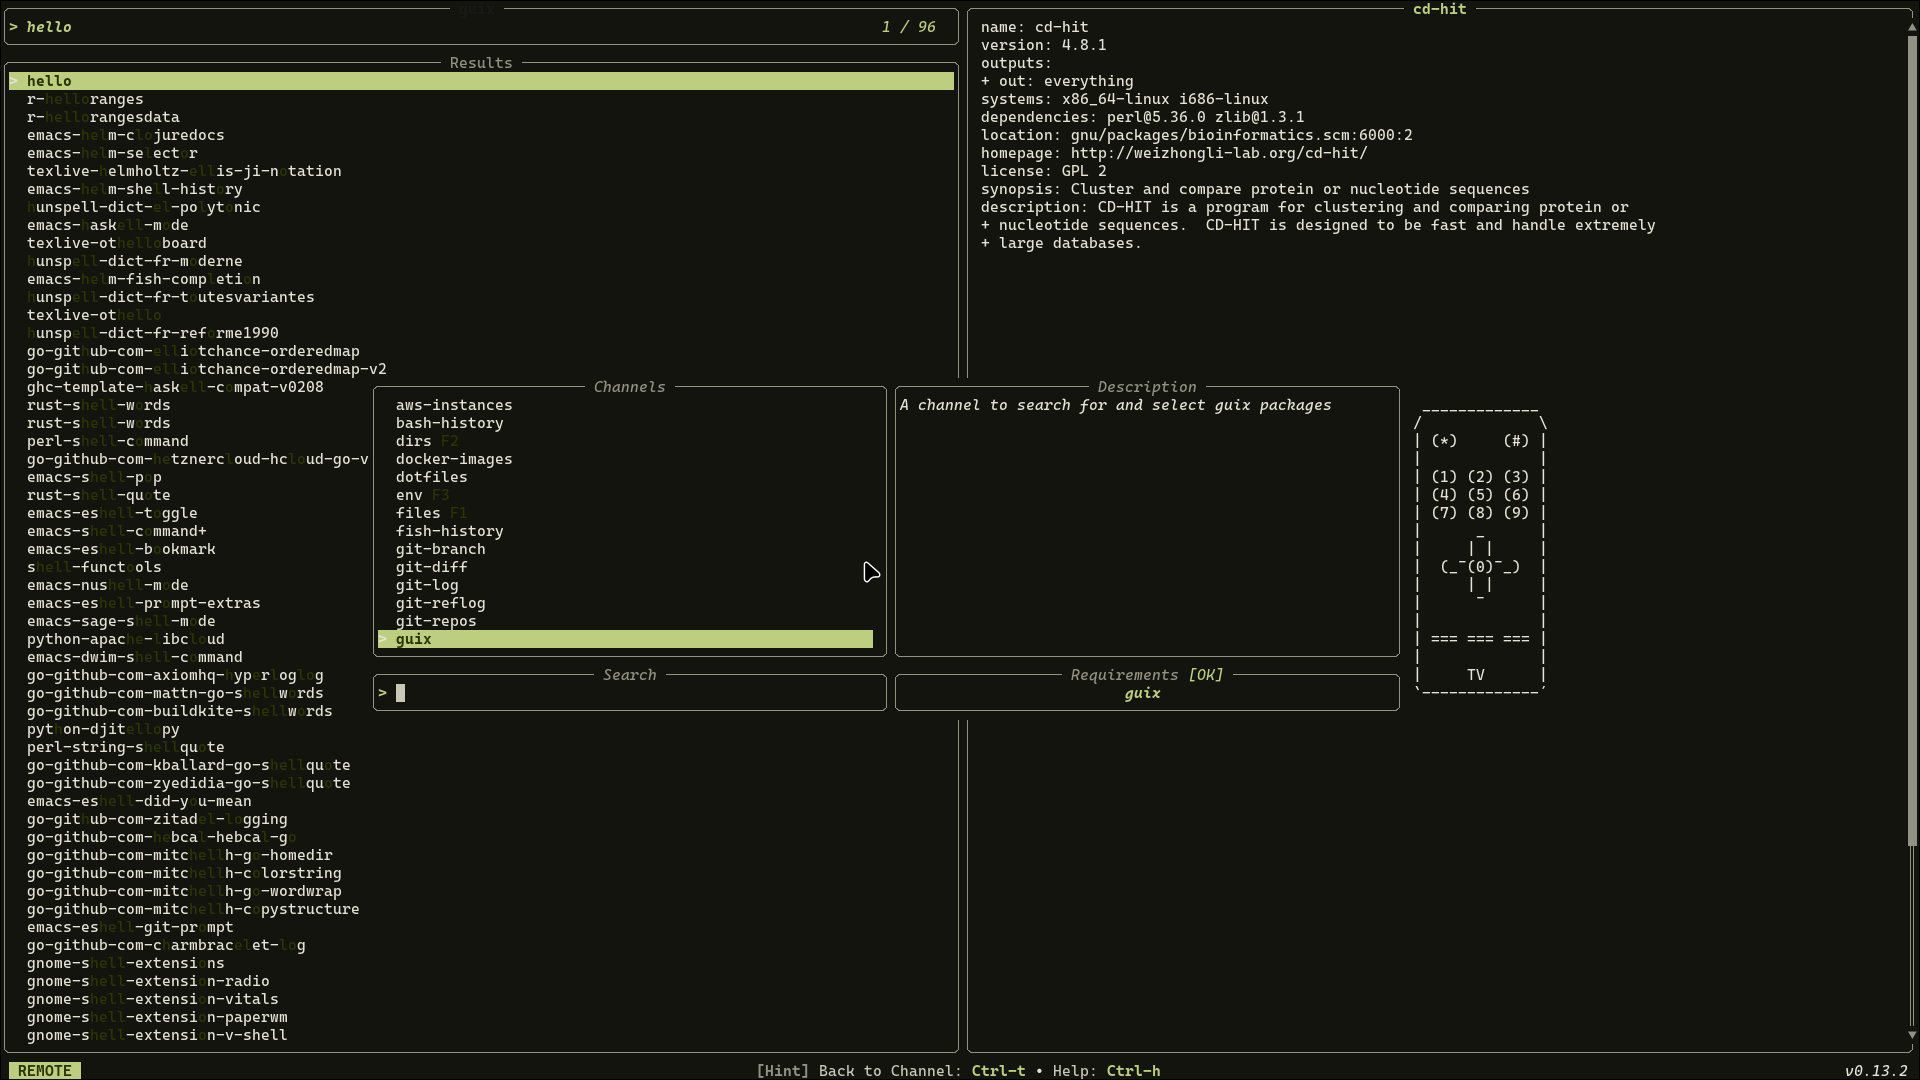 guix
> hello 1 / 96
Results
> hello
r-helloranges
r-hellorangesdata
emacs-helm-clojuredocs
emacs-helm-selector
texlive-helmholtz-ellis-ji-notation
emacs-helm-shell-history
hunspell-dict-el-polytonic
emacs-haskell-mode
texlive-othelloboard
hunspell-dict-fr-moderne
emacs-helm-fish-completion
hunspell-dict-fr-toutesvariantes
texlive-othello
hunspell-dict-fr-reforme1990
go-github-com-elliotchance-orderedmap
go-github-com-elliotchance-orderedmap-v2
ghc-template-haskell-compat-v0208
rust-shell-words
rust-shell-words
perl-shell-command
go-github-com-hetznercloud-hcloud-go-v
emacs-shell-pop
rust-shell-quote
emacs-eshell-toggle
emacs-shell-command+
emacs-eshell-bookmark
shell-functools
emacs-nushell-mode
emacs-eshell-prompt-extras
emacs-sage-shell-mode
python-apache-libcloud
emacs-dwim-shell-command
go-github-com-axiomhq-hyperloglog
go-github-com-mattn-go-shellwords
go-github-com-buildkite-shellwords
python-djitellopy
perl-string-shellquote
go-github-com-kballard-go-shellquote
go-github-com-zyedidia-go-shellquote
emacs-eshell-did-you-mean
go-github-com-zitadel-logging
go-github-com-hebcal-hebcal-go
go-github-com-mitchellh-go-homedir
go-github-com-mitchellh-colorstring
go-github-com-mitchellh-go-wordwrap
go-github-com-mitchellh-copystructure
emacs-eshell-git-prompt
go-github-com-charmbracelet-log
gnome-shell-extensions
gnome-shell-extension-radio
gnome-shell-extension-vitals
gnome-shell-extension-paperwm
gnome-shell-extension-v-shell
cd-hit
name: cd-hit
version: 4.8.1
outputs:
+ out: everything
systems: x86_64-linux i686-linux
dependencies: perl@5.36.0 zlib@1.3.1
location: gnu/packages/bioinformatics.scm:6000:2
homepage: http://weizhongli-lab.org/cd-hit/
license: GPL 2
synopsis: Cluster and compare protein or nucleotide sequences
description: CD-HIT is a program for clustering and comparing protein or
+ nucleotide sequences.  CD-HIT is designed to be fast and handle extremely
+ large databases.
Channels
aws-instances
bash-history
dirs F2
docker-images
dotfiles
env F3
files F1
fish-history
git-branch
git-diff
git-log
git-reflog
git-repos
> guix
Search
>
Description
A channel to search for and select guix packages
Requirements [OK]
guix
(*) (#)
(1) (2) (3)
(4) (5) (6)
(7) (8) (9)
(0)
=== === ===
TV
REMOTE
[Hint] Back to Channel: Ctrl-t • Help: Ctrl-h
v0.13.2